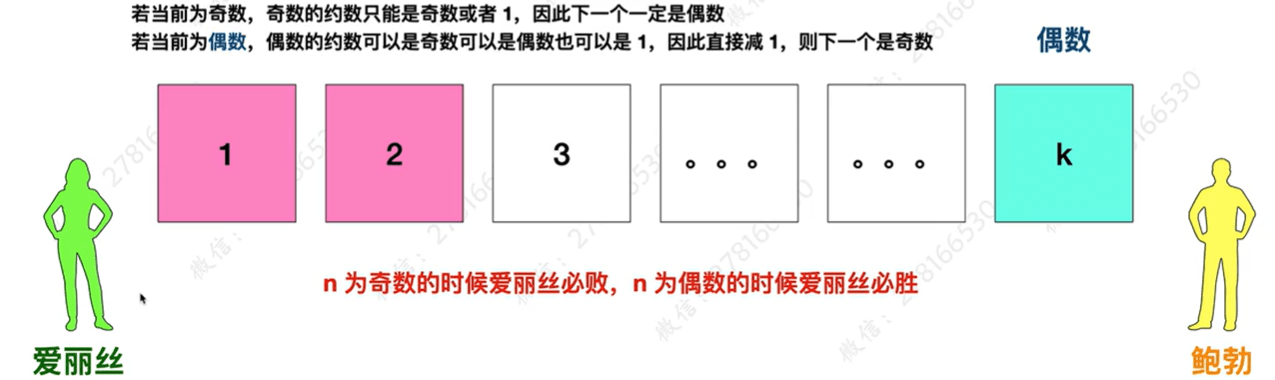 若当前为奇数，奇数的约数只能是奇数或者 1，因此下一个一定是偶数
若当前为偶数，偶数的约数可以是奇数可以是偶数也可以是 1，因此直接减 1，则下一个是奇数
偶数
1
2
3
。。。
。。。
k
n 为奇数的时候爱丽丝必败，n 为偶数的时候爱丽丝必胜
爱丽丝
鲍勃
微信：278166530